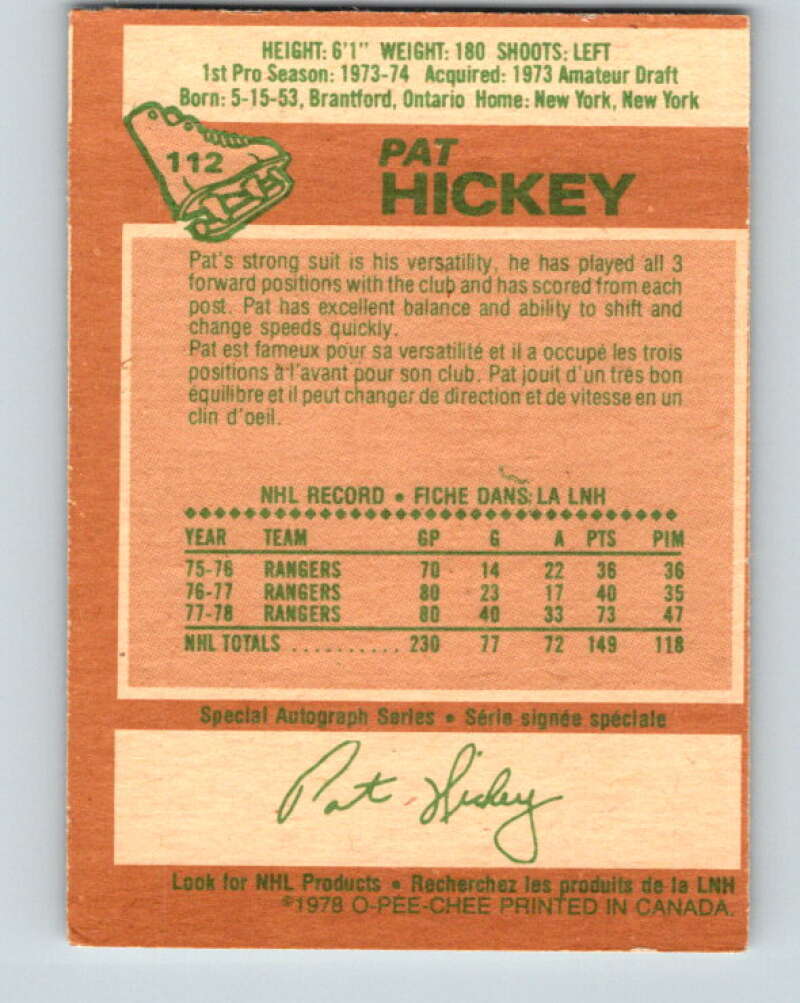 HEIGHT: 6'1" WEIGHT: 180 SHOOTS: LEFT
1st Pro Season: 1973-74 Acquired: 1973 Amateur Draft
Born: 5-15-53, Brantford, Ontario Home: New York, New York
112
PAT
HICKEY
Pat's strong suit is his versatility, he has played all 3
forward positions with the club and has scored from each
post. Pat has excellent balance and ability to shift and
change speeds quickly.
Pat est fameux pour sa versatilité et il a occupé les trois
positions à l'avant pour son club. Pat jouit d'un très bon
équilibre et il peut changer de direction et de vitesse en un
clin d'oeil.
NHL RECORD • FICHE DANS LA LNH
YEAR TEAM GP G A PTS PIM
75-76 RANGERS 70 14 22 36 36
76-77 RANGERS 80 23 17 40 35
77-78 RANGERS 80 40 33 73 47
NHL TOTALS .......... 230 77 72 149 118
Special Autograph Series • Série signée spéciale
Pat Hickey
Look for NHL Products • Recherchez les produits de la LNH
©1978 O-PEE-CHEE PRINTED IN CANADA.